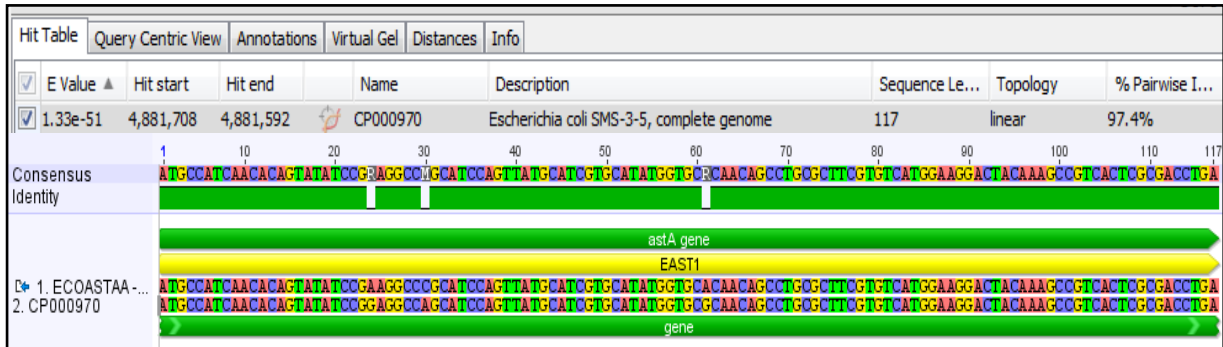 Hit Table Query Centric View Annotations Virtual Gel Distances Info
E Value Hit start Hit end Name Description Sequence Le... Topology % Pairwise I...
1.33e-51 4,881,708 4,881,592 CP000970 Escherichia coli SMS-3-5, complete genome 117 linear 97.4%
1 10 20 30 40 50 60 70 80 90 100 110 117
Consensus ATGCCATCAACACAGTATATCCGRAGGCCMGCATCCAGTTATGCATCGTGCATATGGTGCRCAACAGCCTGCGCTTCGTGTCATGGAAGGACTACAAAGCCGTCACTCGCGACCTGA
Identity
astA gene
EAST1
1. ECOASTAA -... ATGCCATCAACACAGTATATCCGAAGGCCCGCATCCAGTTATGCATCGTGCATATGGTGCACAACAGCCTGCGCTTCGTGTCATGGAAGGACTACAAAGCCGTCACTCGCGACCTGA
2. CP000970 ATGCCATCAACACAGTATATCCGGAGGCCAGCATCCAGTTATGCATCGTGCATATGGTGCGCAACAGCCTGCGCTTCGTGTCATGGAAGGACTACAAAGCCGTCACTCGCGACCTGA
gene